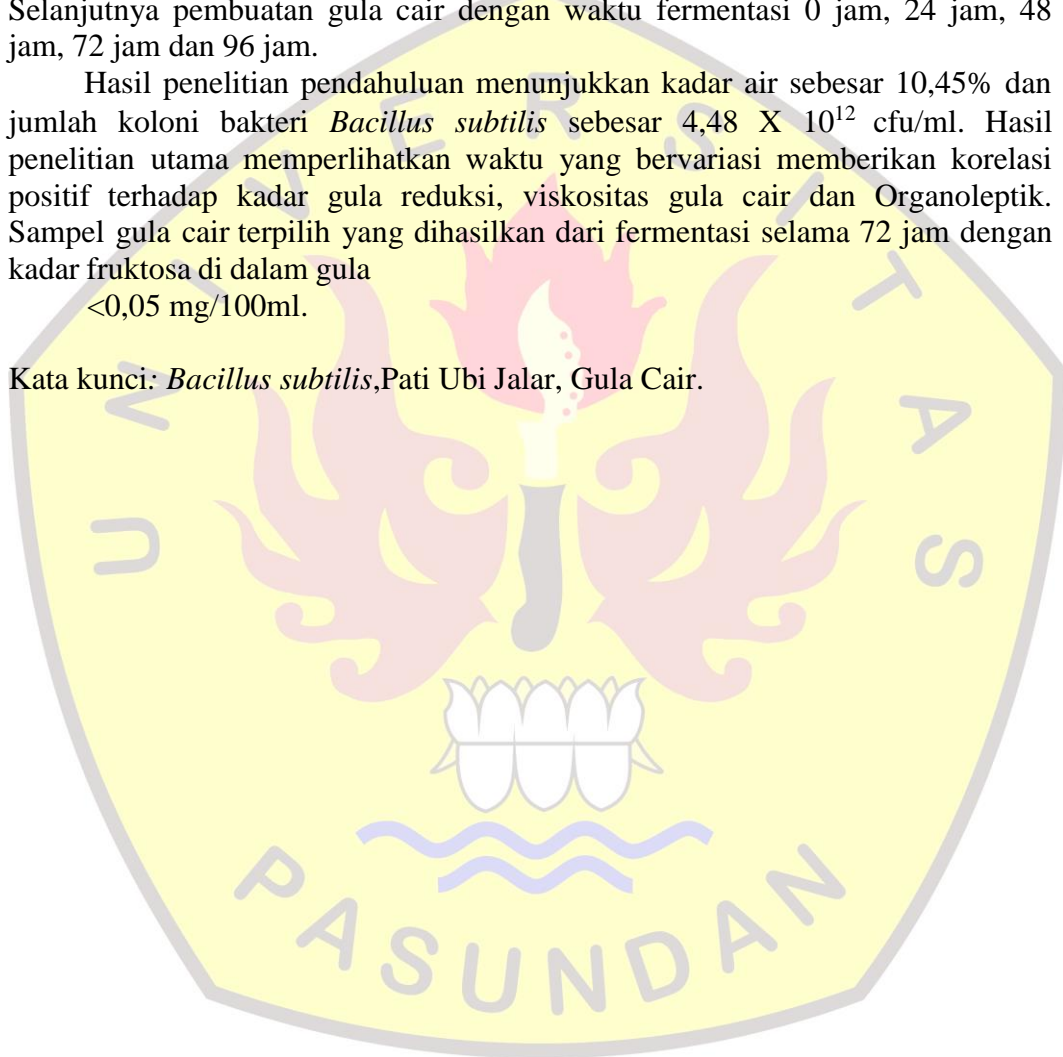 Selanjutnya pembuatan gula cair dengan waktu fermentasi 0 jam, 24 jam, 48
jam, 72 jam dan 96 jam.
Hasil penelitian pendahuluan menunjukkan kadar air sebesar 10,45% dan
jumlah koloni bakteri Bacillus subtilis sebesar 4,48 X 10¹² cfu/ml. Hasil
penelitian utama memperlihatkan waktu yang bervariasi memberikan korelasi
positif terhadap kadar gula reduksi, viskositas gula cair dan Organoleptik.
Sampel gula cair terpilih yang dihasilkan dari fermentasi selama 72 jam dengan
kadar fruktosa di dalam gula
<0,05 mg/100ml.
Kata kunci: Bacillus subtilis,Pati Ubi Jalar, Gula Cair.
UNIVERSITAS
PASUNDAN